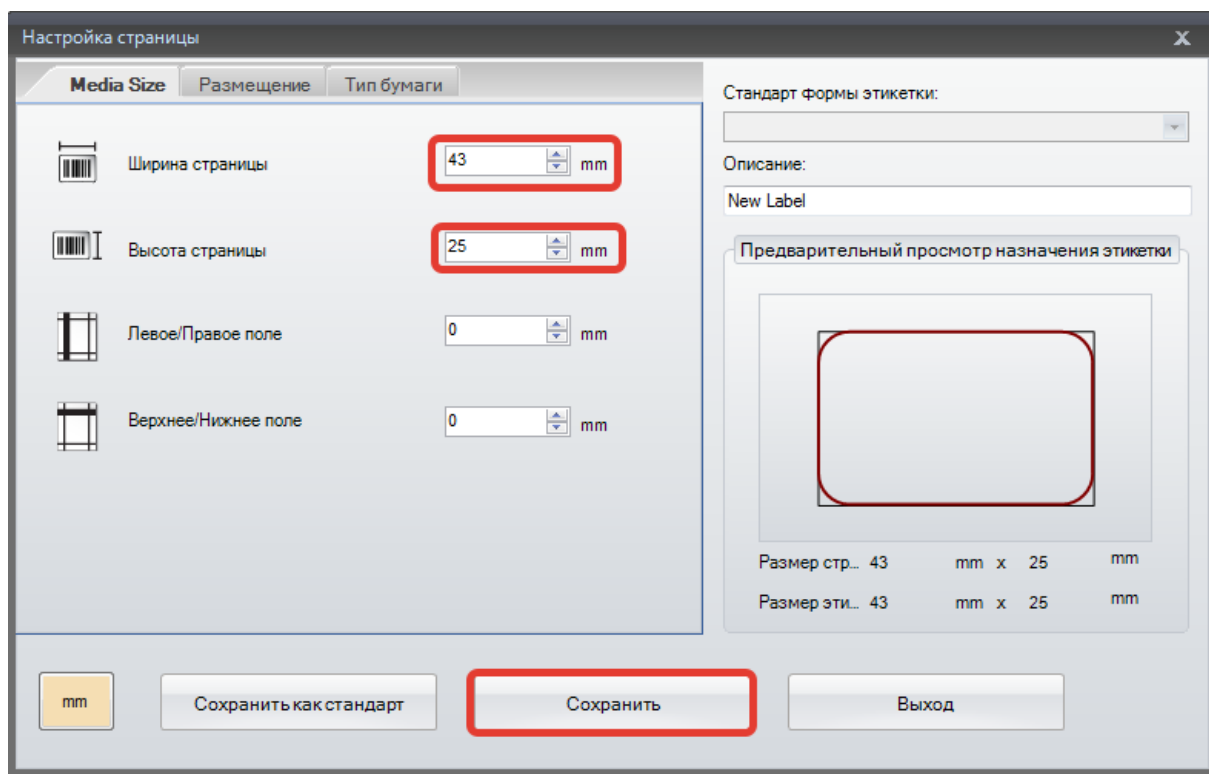 Настройка страницы
x
Media Size Размещение Тип бумаги
Ширина страницы 43 mm
Высота страницы 25 mm
Левое/Правое поле 0 mm
Верхнее/Нижнее поле 0 mm
Стандарт формы этикетки:
Описание:
New Label
Предварительный просмотр назначения этикетки
Размер стр... 43 mm x 25 mm
Размер эти... 43 mm x 25 mm
mm Сохранить как стандарт Сохранить Выход